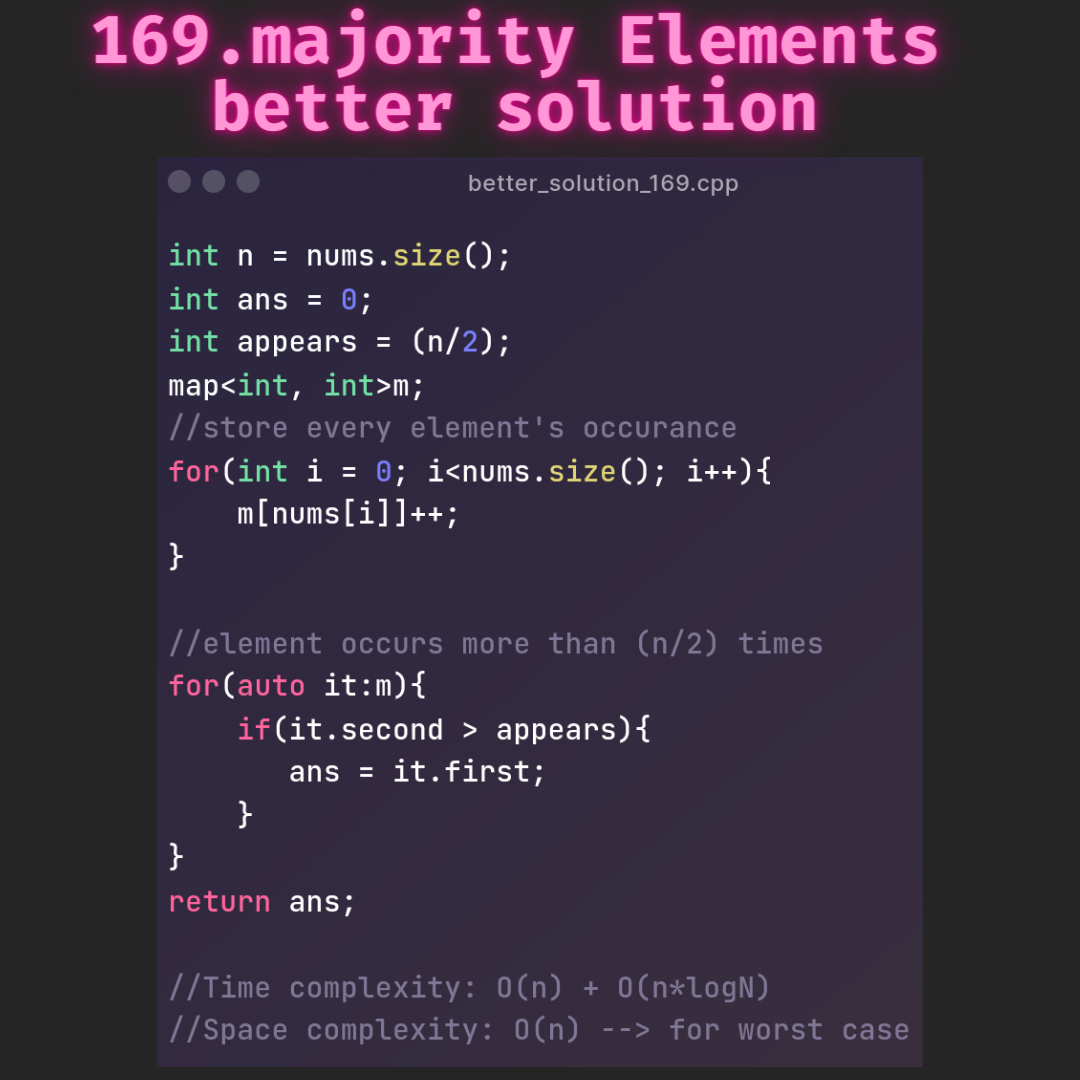 169.majority Elements
better solution
better_solution_169.cpp
int n = nums.size();
int ans = 0;
int appears = (n/2);
map<int, int>m;
//store every element's occurance
for(int i = 0; i<nums.size(); i++){
    m[nums[i]]++;
}
//element occurs more than (n/2) times
for(auto it:m){
    if(it.second > appears){
       ans = it.first;
    }
}
return ans;
//Time complexity: O(n) + O(n*logN)
//Space complexity: O(n) --> for worst case